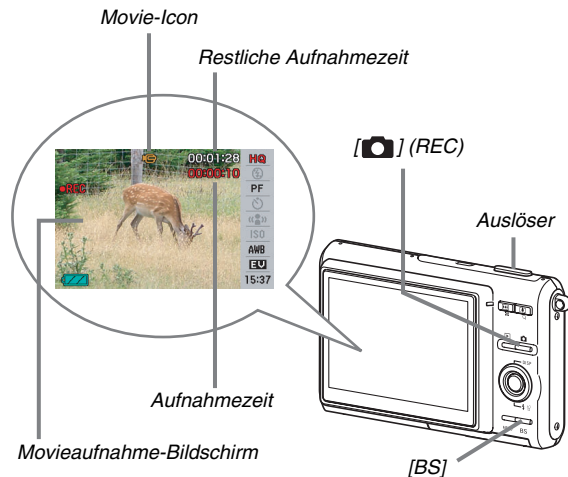 Movie-Icon
Restliche Aufnahmezeit
[ ] (REC)
00:01:28 HQ
00:00:10
REC
PF
ISO
AWB
EV
15:37
Auslöser
DISP
BS
Aufnahmezeit
Movieaufnahme-Bildschirm
[BS]